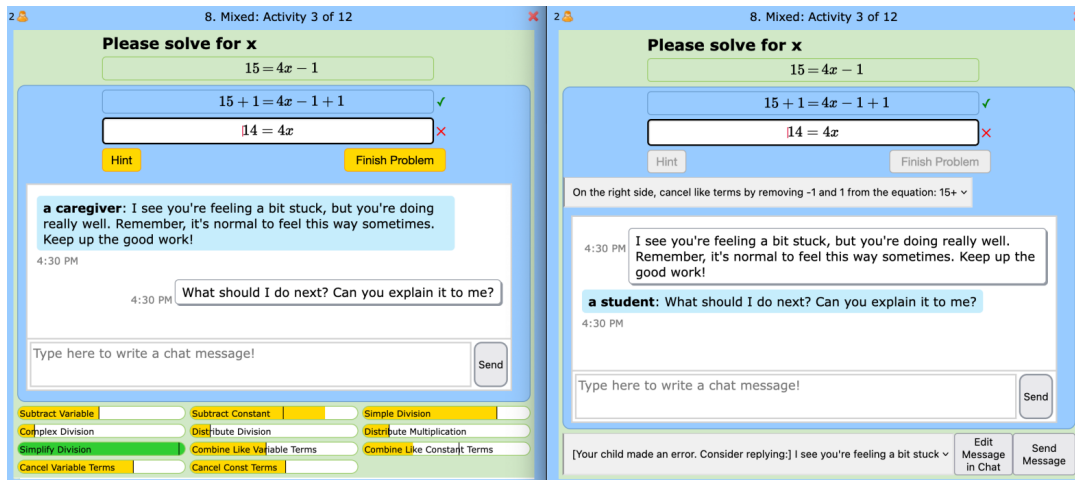 2
8. Mixed: Activity 3 of 12
Please solve for x
15 = 4x − 1
15 + 1 = 4x − 1 + 1
14 = 4x
Hint
Finish Problem
a caregiver: I see you're feeling a bit stuck, but you're doing
really well. Remember, it's normal to feel this way sometimes.
Keep up the good work!
4:30 PM
4:30 PM
What should I do next? Can you explain it to me?
Type here to write a chat message!
Send
Subtract Variable
Subtract Constant
Simple Division
Complex Division
Distribute Division
Distribute Multiplication
Simplify Division
Combine Like Variable Terms
Combine Like Constant Terms
Cancel Variable Terms
Cancel Const Terms
2
8. Mixed: Activity 3 of 12
Please solve for x
15 = 4x − 1
15 + 1 = 4x − 1 + 1
14 = 4x
Hint
Finish Problem
On the right side, cancel like terms by removing -1 and 1 from the equation: 15+
4:30 PM
I see you're feeling a bit stuck, but you're doing really well.
Remember, it's normal to feel this way sometimes. Keep up the
good work!
a student: What should I do next? Can you explain it to me?
4:30 PM
Type here to write a chat message!
Send
[Your child made an error. Consider replying:] I see you're feeling a bit stuck
Edit
Message
in Chat
Send
Message